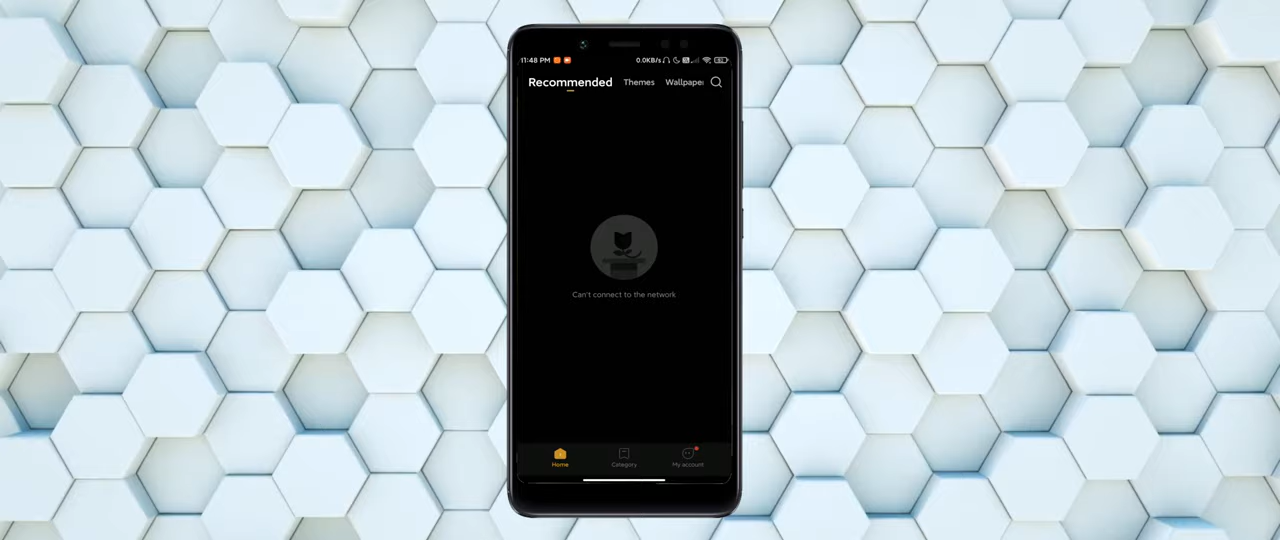 11:48 PM 0.0KB/s
Recommended Themes Wallpaper
Can't connect to the network
Home Category My account